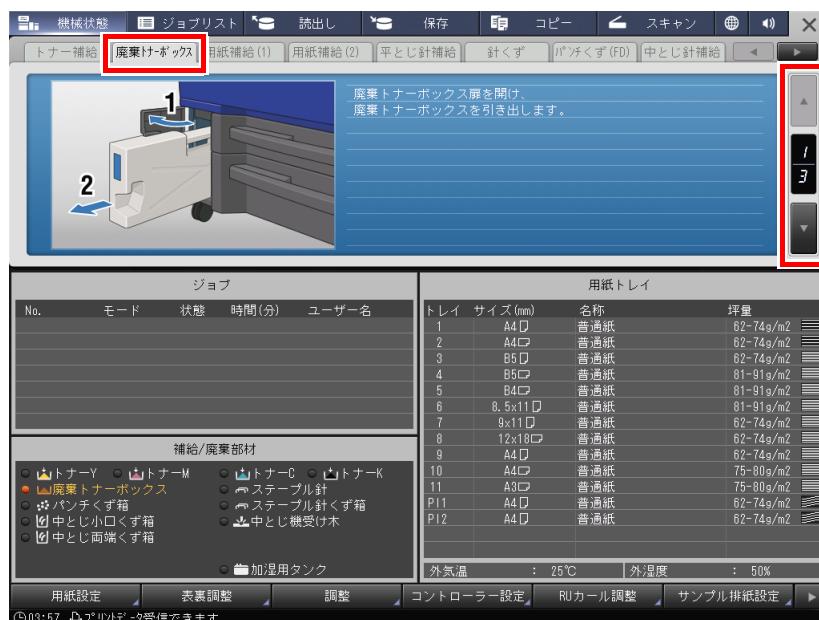 機械状態 ジョブリスト 読出し 保存 コピー スキャン
トナー補給 廃棄ﾄﾅｰﾎﾞｯｸｽ 用紙補給(1) 用紙補給(2) 平とじ針補給 針くず ﾊﾟﾝﾁくず(FD) 中とじ針補給
廃棄トナーボックス扉を開け、
廃棄トナーボックスを引き出します。
1
2
1
3
ジョブ
No. モード 状態 時間(分) ユーザー名
用紙トレイ
トレイ サイズ(mm) 名称 坪量
1 A4 普通紙 62-74g/m2
2 A4 普通紙 62-74g/m2
3 B5 普通紙 62-74g/m2
4 B5 普通紙 81-91g/m2
5 B4 普通紙 81-91g/m2
6 8.5x11 普通紙 81-91g/m2
7 9x11 普通紙 62-74g/m2
8 12x18 普通紙 62-74g/m2
9 A4 普通紙 62-74g/m2
10 A4 普通紙 75-80g/m2
11 A3 普通紙 75-80g/m2
PI1 A4 普通紙 62-74g/m2
PI2 A4 普通紙 62-74g/m2
外気温 : 25℃ 外湿度 : 50%
補給/廃棄部材
トナーY トナーM トナーC トナーK
廃棄トナーボックス ステープル針
パンチくず箱 ステープル針くず箱
中とじ小口くず箱 中とじ機受け木
中とじ両端くず箱
加湿用タンク
用紙設定 表裏調整 調整 コントローラー設定 RUカール調整 サンプル排紙設定
03:57 ﾌﾟﾘﾝﾄﾃﾞｰﾀ受信できます